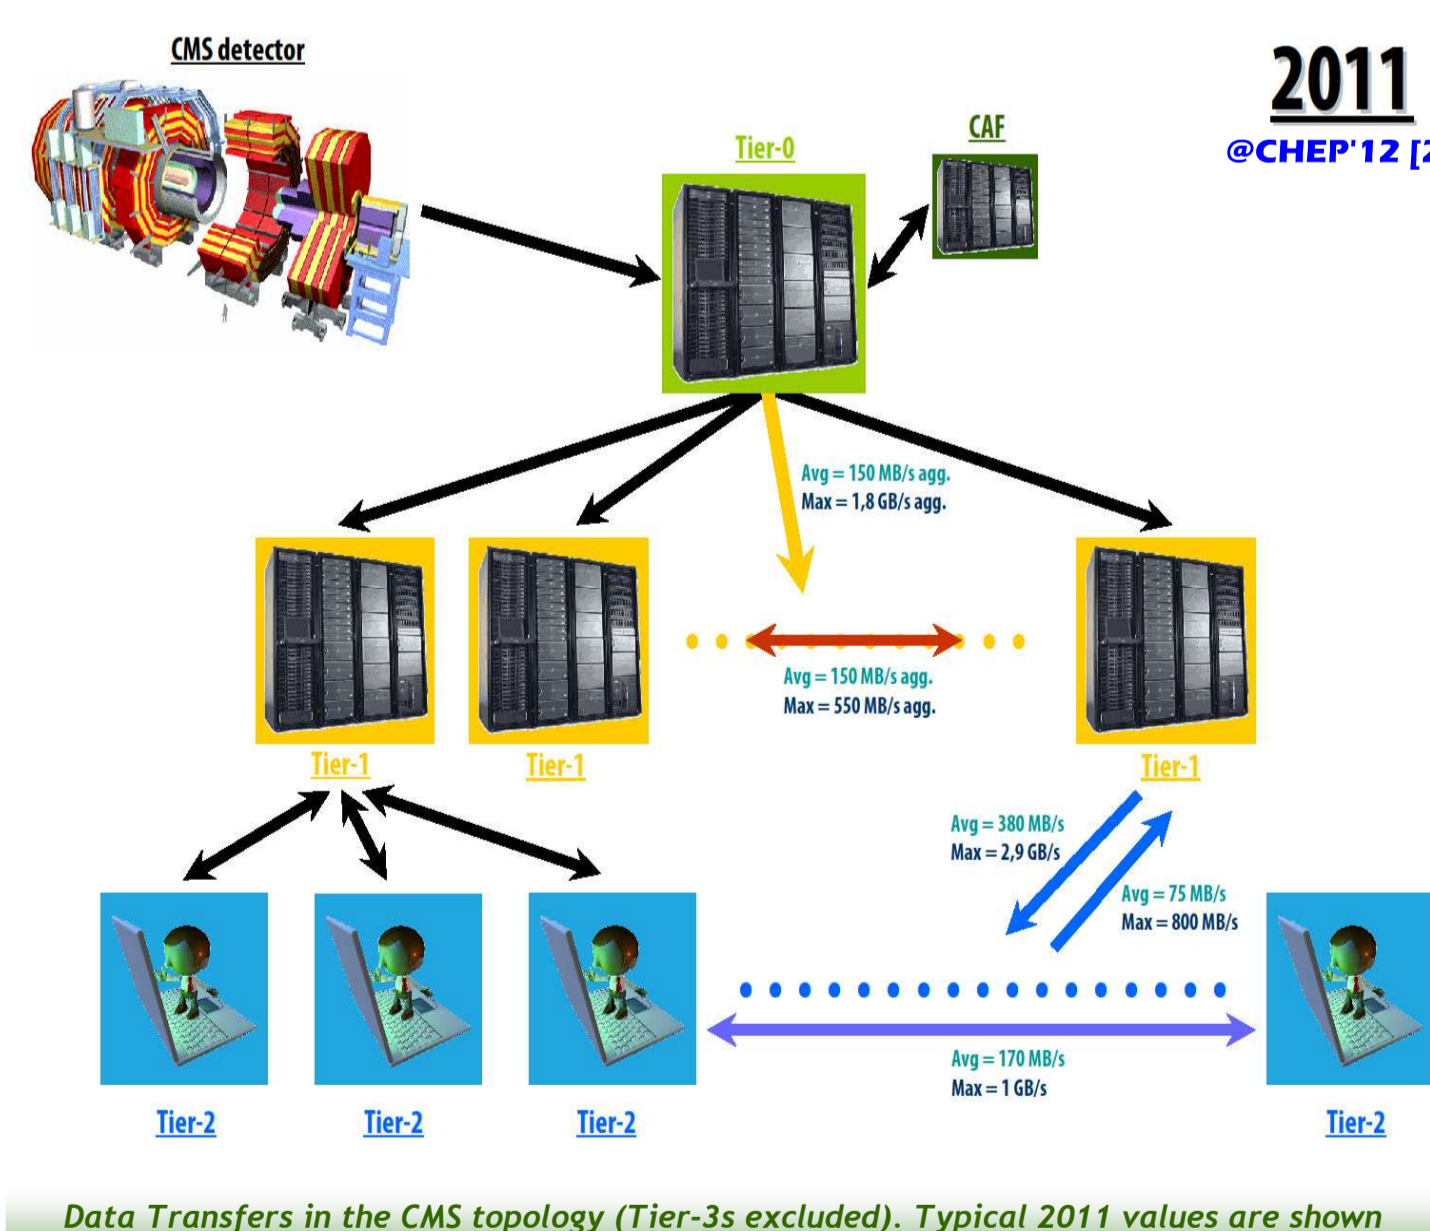 CMS detector
2011
@CHEP'12 [2
CAF
Tier-0
Avg = 150 MB/s agg.
Max = 1,8 GB/s agg.
Avg = 150 MB/s agg.
Max = 550 MB/s agg.
Tier-1
Tier-1
Tier-1
Avg = 380 MB/s
Max = 2,9 GB/s
Avg = 75 MB/s
Max = 800 MB/s
Avg = 170 MB/s
Max = 1 GB/s
Tier-2
Tier-2
Tier-2
Tier-2
Data Transfers in the CMS topology (Tier-3s excluded). Typical 2011 values are shown